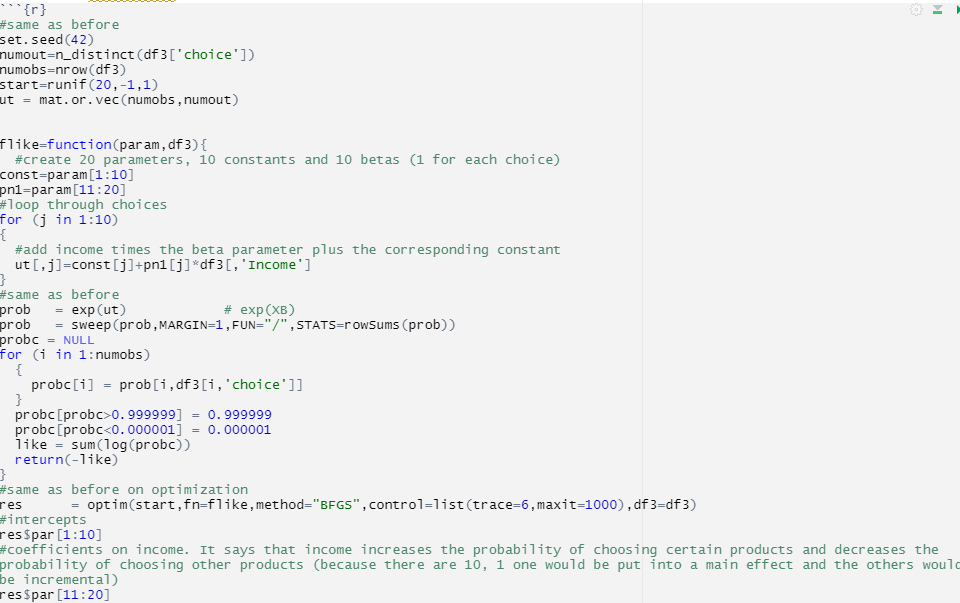 ```{r}
#same as before
set.seed(42)
numout=n_distinct(df3['choice'])
numobs=nrow(df3)
start=runif(20,-1,1)
ut = mat.or.vec(numobs,numout)
flike=function(param,df3){
#create 20 parameters, 10 constants and 10 betas (1 for each choice)
const=param[1:10]
pn1=param[11:20]
#loop through choices
for (j in 1:10)
{
#add income times the beta parameter plus the corresponding constant
ut[,j]=const[j]+pn1[j]*df3[,'Income']
}
#same as before
prob   = exp(ut)            # exp(XB)
prob   = sweep(prob,MARGIN=1,FUN="/",STATS=rowSums(prob))
probc = NULL
for (i in 1:numobs)
{
probc[i] = prob[i,df3[i,'choice']]
}
probc[probc>0.999999] = 0.999999
probc[probc<0.000001] = 0.000001
like = sum(log(probc))
return(-like)
}
#same as before on optimization
res      = optim(start,fn=flike,method="BFGS",control=list(trace=6,maxit=1000),df3=df3)
#intercepts
res$par[1:10]
#coefficients on income. It says that income increases the probability of choosing certain products and decreases the
probability of choosing other products (because there are 10, 1 one would be put into a main effect and the others would
be incremental)
res$par[11:20]